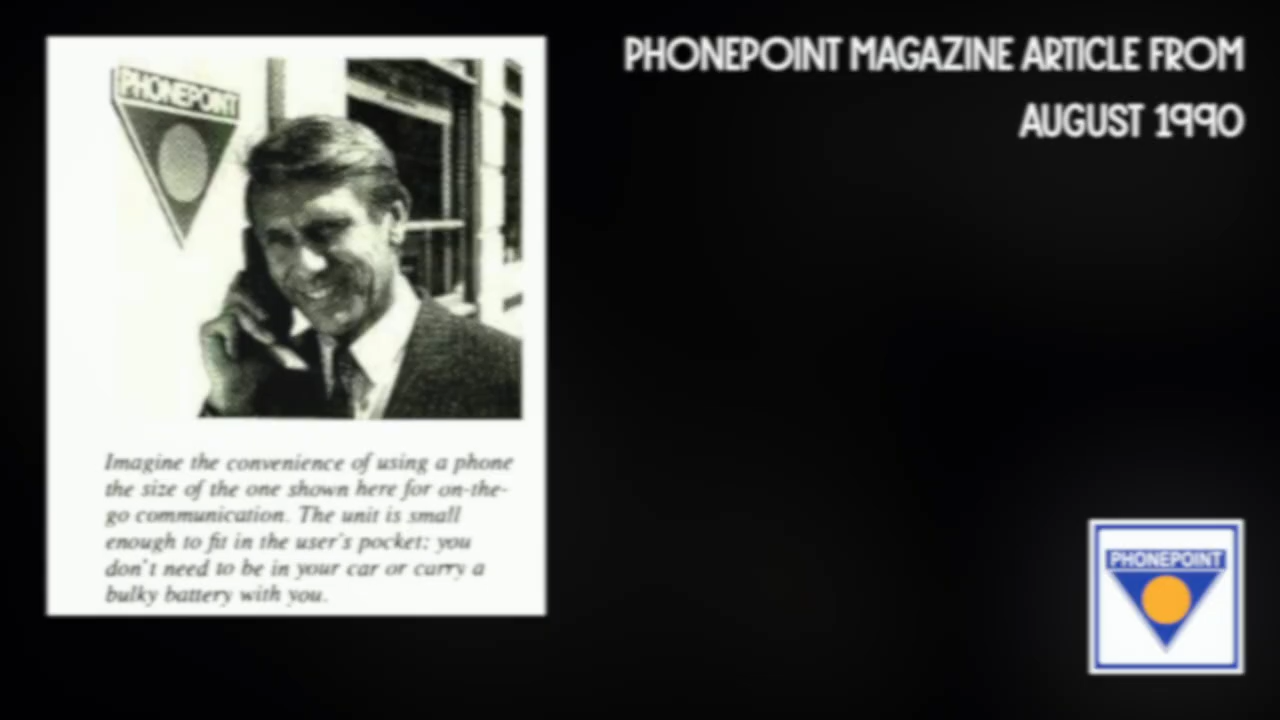 PHONEPOINT MAGAZINE ARTICLE FROM
AUGUST 1990
PHONEPOINT
Imagine the convenience of using a phone
the size of the one shown here for on-the-
go communication. The unit is small
enough to fit in the user's pocket; you
don't need to be in your car or carry a
bulky battery with you.
PHONEPOINT